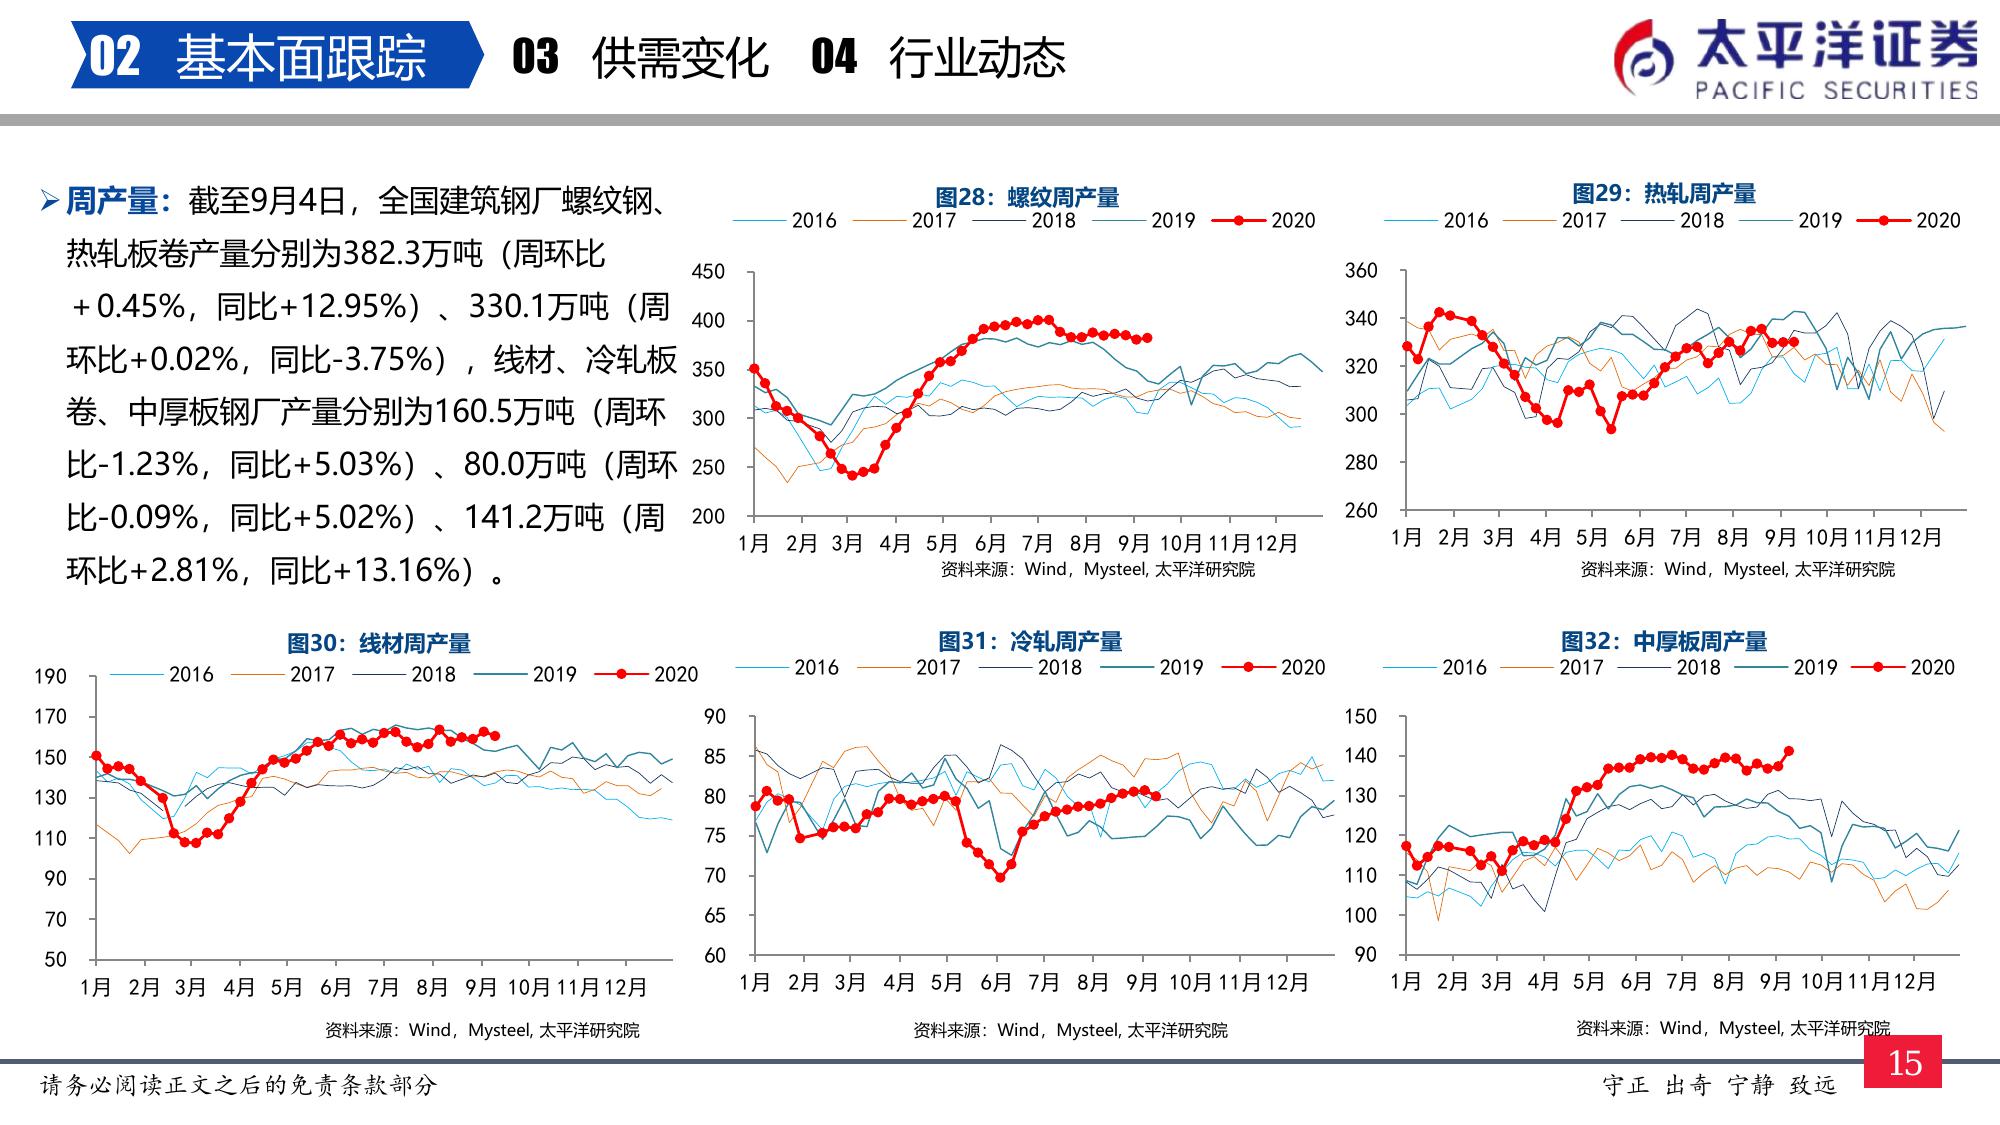 02 基本面跟踪 03 供需变化 04 行业动态
太平洋证券
PACIFIC SECURITIES
➢周产量：截至9月4日，全国建筑钢厂螺纹钢、
热轧板卷产量分别为382.3万吨（周环比
＋0.45%，同比+12.95%）、330.1万吨（周
环比+0.02%，同比-3.75%），线材、冷轧板
卷、中厚板钢厂产量分别为160.5万吨（周环
比-1.23%，同比+5.03%）、80.0万吨（周环
比-0.09%，同比+5.02%）、141.2万吨（周
环比+2.81%，同比+13.16%）。
图28：螺纹周产量
2016 2017 2018 2019 2020
450
400
350
300
250
200
1月 2月 3月 4月 5月 6月 7月 8月 9月 10月 11月 12月
资料来源：Wind，Mysteel, 太平洋研究院
图29：热轧周产量
2016 2017 2018 2019 2020
360
340
320
300
280
260
1月 2月 3月 4月 5月 6月 7月 8月 9月 10月 11月 12月
资料来源：Wind，Mysteel, 太平洋研究院
图30：线材周产量
2016 2017 2018 2019 2020
190
170
150
130
110
90
70
50
1月 2月 3月 4月 5月 6月 7月 8月 9月 10月 11月 12月
资料来源：Wind，Mysteel, 太平洋研究院
图31：冷轧周产量
2016 2017 2018 2019 2020
90
85
80
75
70
65
60
1月 2月 3月 4月 5月 6月 7月 8月 9月 10月 11月 12月
资料来源：Wind，Mysteel, 太平洋研究院
图32：中厚板周产量
2016 2017 2018 2019 2020
150
140
130
120
110
100
90
1月 2月 3月 4月 5月 6月 7月 8月 9月 10月 11月 12月
资料来源：Wind，Mysteel, 太平洋研究院
请务必阅读正文之后的免责条款部分
守正 出奇 宁静 致远
15